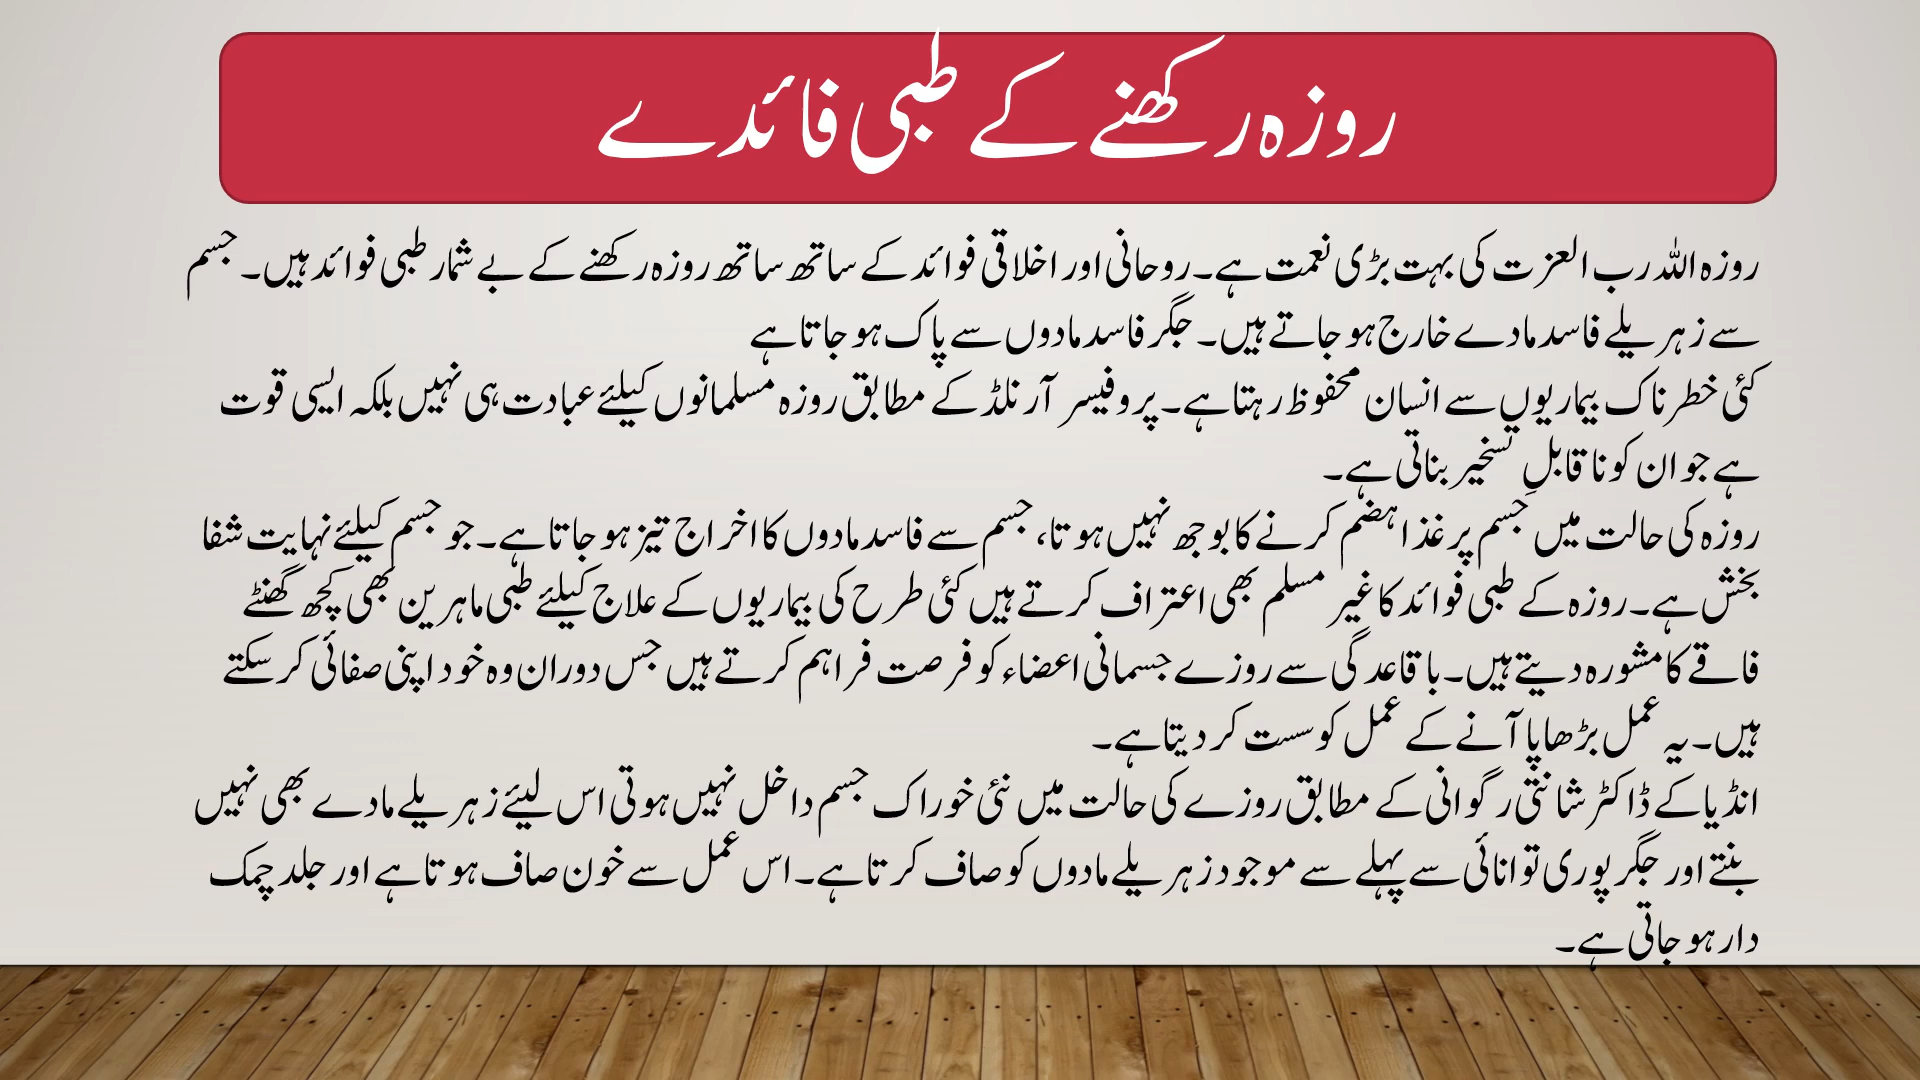 روزہ رکھنے کے طبی فائدے
روزہ اللہ رب العزت کی بہت بڑی نعمت ہے۔روحانی اور اخلاقی فوائد کے ساتھ ساتھ روزہ رکھنے کے بے شمار طبی فوائد ہیں۔ جسم
سے زہریلے فاسد مادے خارج ہو جاتے ہیں۔ جگر فاسد مادوں سے پاک ہو جاتا ہے
کئی خطرناک بیماریوں سے انسان محفوظ رہتا ہے۔پروفیسر آرنلڈ کے مطابق روزہ مسلمانوں کیلئے عبادت ہی نہیں بلکہ ایسی قوت
ہے جو ان کو ناقابلِ تسخیر بناتی ہے۔
روزہ کی حالت میں جسم پر غذا ہضم کرنے کا بوجھ نہیں ہوتا، جسم سے فاسد مادوں کا اخراج تیز ہو جاتا ہے۔جو جسم کیلئے نہایت شفا
بخش ہے۔روزہ کے طبی فوائد کا غیر مسلم بھی اعتراف کرتے ہیں کئی طرح کی بیماریوں کے علاج کیلئے طبی ماہرین بھی کچھ گھنٹے
فاقے کا مشورہ دیتے ہیں۔باقاعدگی سے روزے جسمانی اعضاء کو فرصت فراہم کرتے ہیں جس دوران وہ خود اپنی صفائی کر سکتے
ہیں۔یہ عمل بڑھاپا آنے کے عمل کو سست کر دیتا ہے۔
انڈیا کے ڈاکٹر شانتی رگوانی کے مطابق روزے کی حالت میں نئی خوراک جسم داخل نہیں ہوتی اس لیئے زہریلے مادے بھی نہیں
بنتے اور جگر پوری توانائی سے پہلے سے موجود زہریلے مادوں کو صاف کرتا ہے۔اس عمل سے خون صاف ہوتا ہے اور جلد چمک
دار ہو جاتی ہے۔